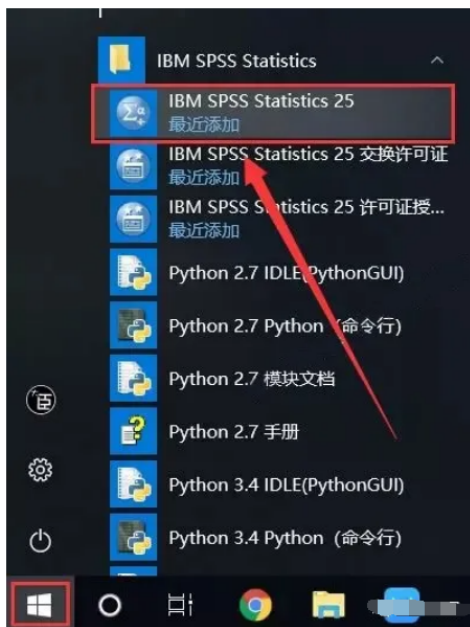 IBM SPSS Statistics
IBM SPSS Statistics 25
最近添加
IBM SPSS Statistics 25 交换许可证
最近添加
IBM SPSS Statistics 25 许可证授...
最近添加
Python 2.7 IDLE(PythonGUI)
Python 2.7 Python (命令行)
Python 2.7 模块文档
Python 2.7 手册
Python 3.4 IDLE(PythonGUI)
Python 3.4 Python (命令行)